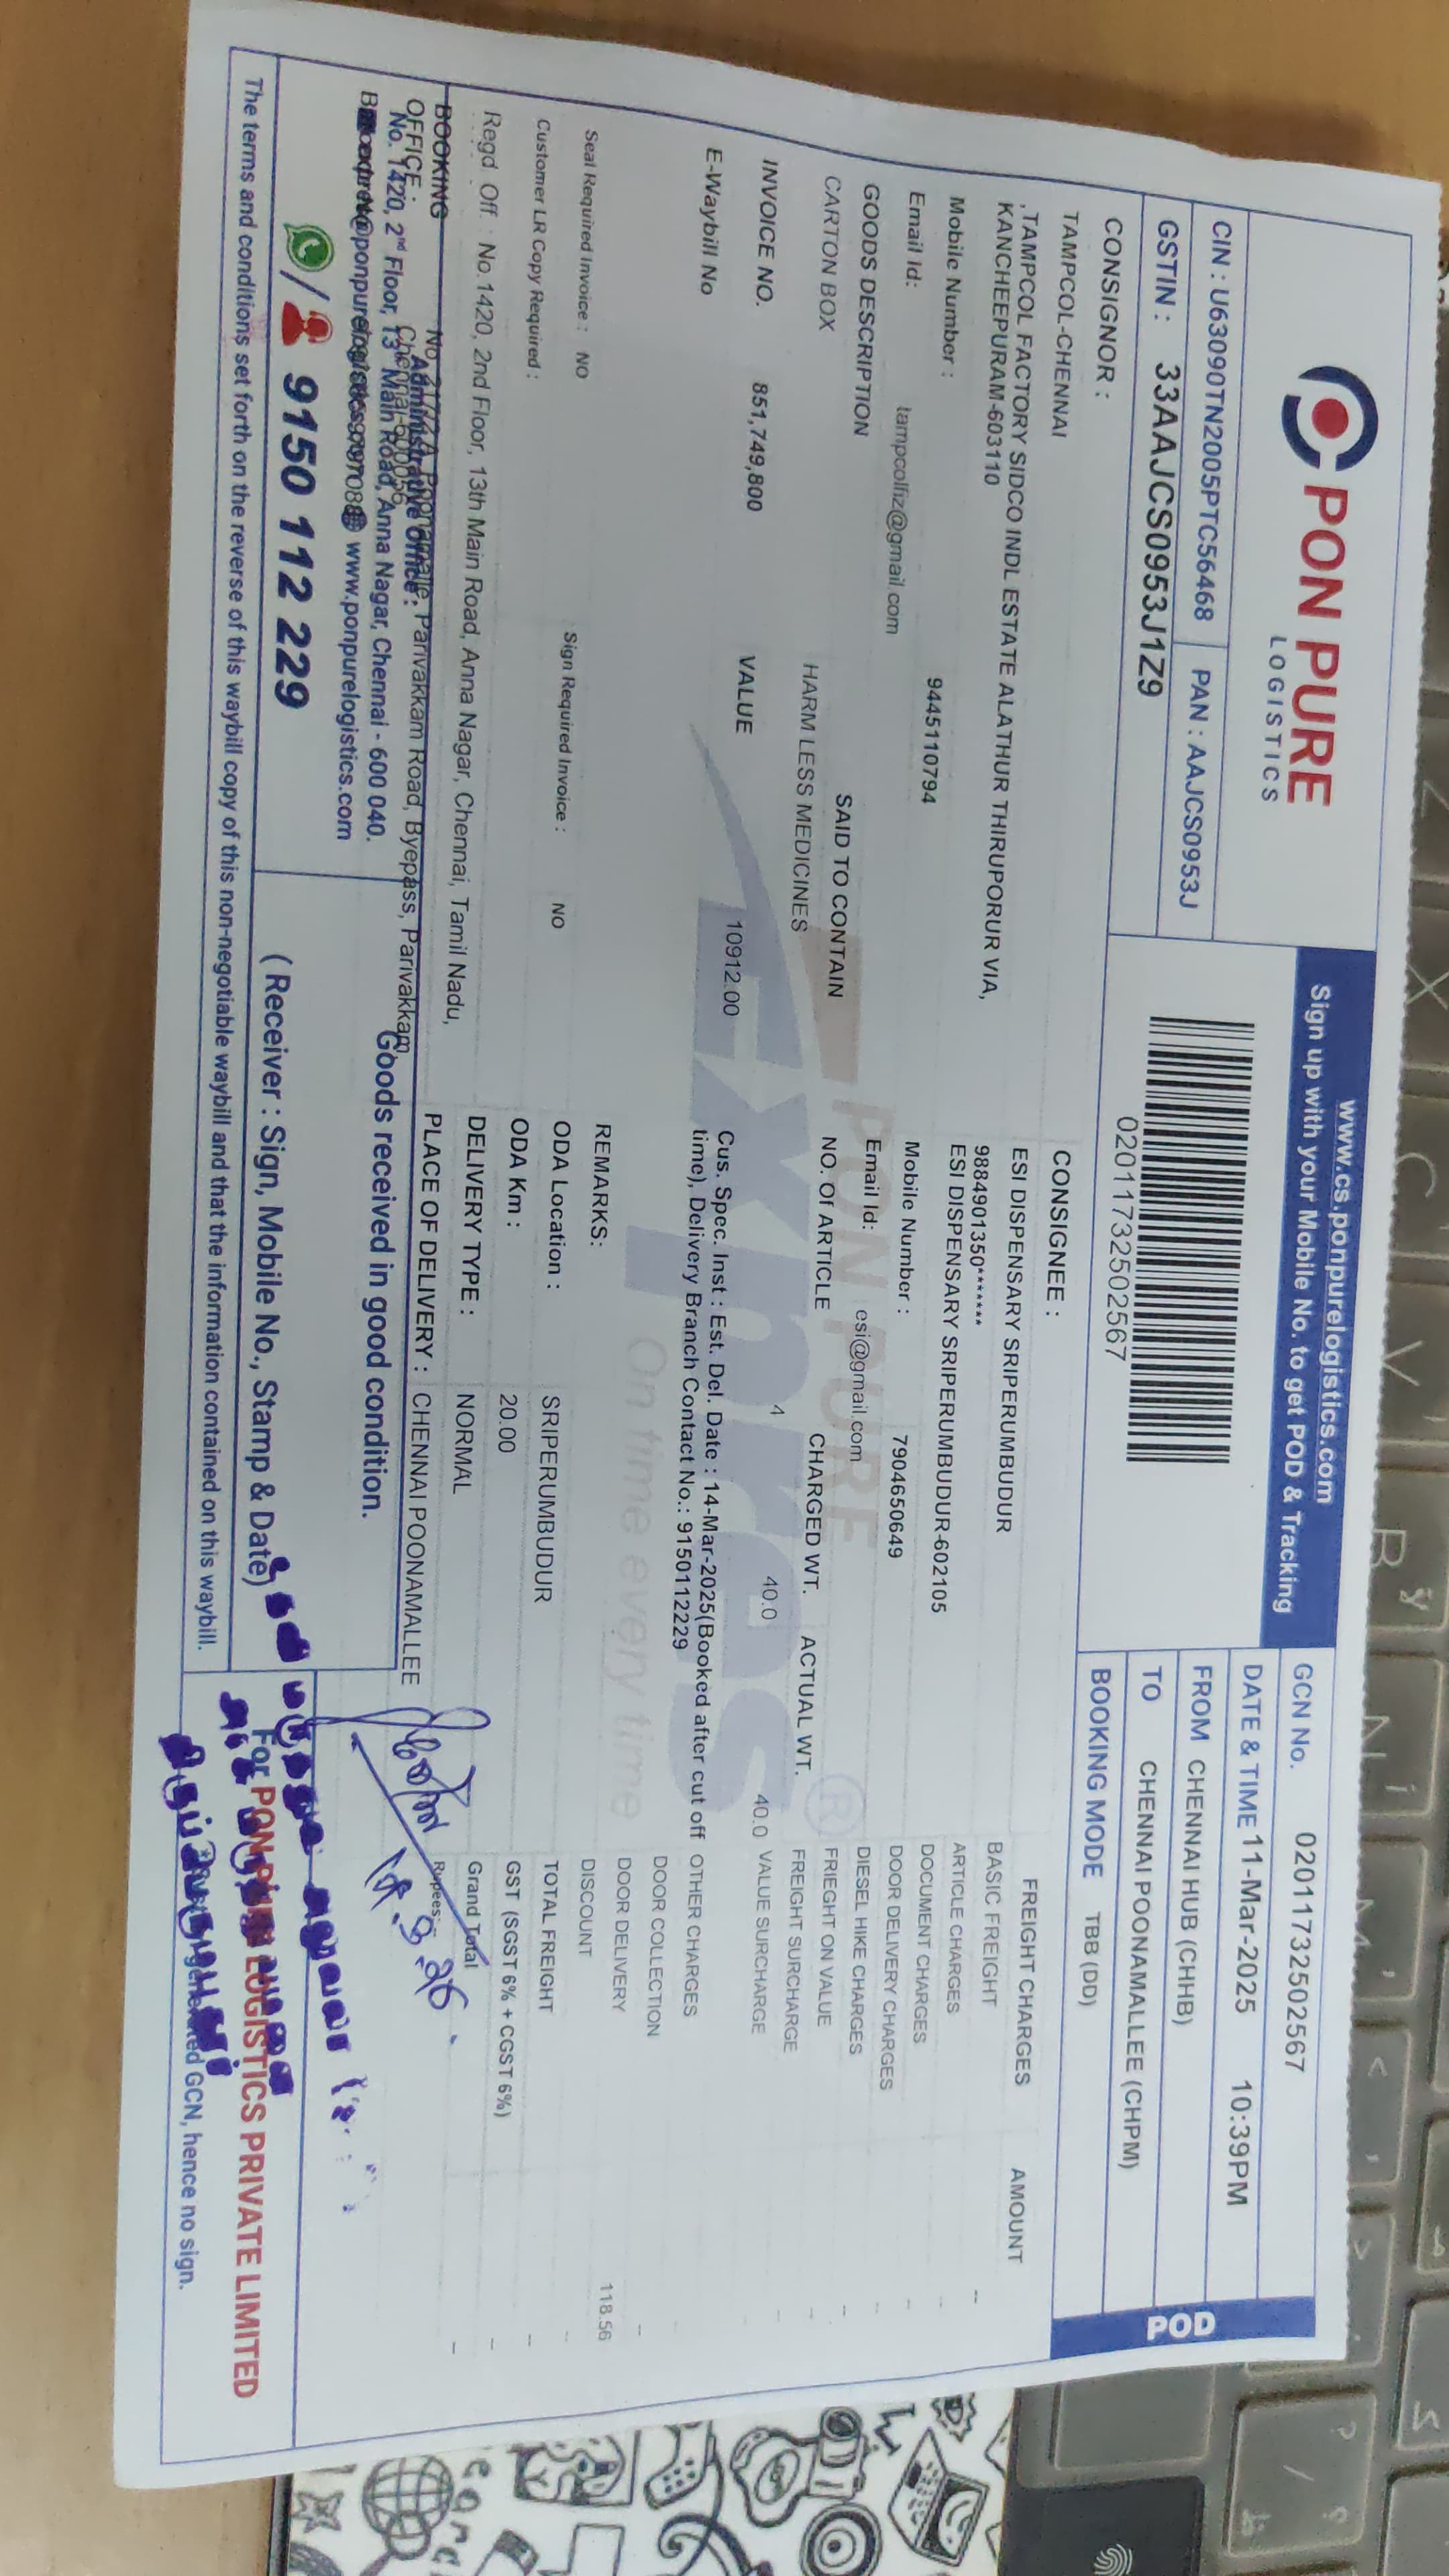 PON PURE
LOGISTICS
www.cs.ponpurelogistics.com
Sign up with your Mobile No. to get POD & Tracking
CIN : U63090TN2005PTC56468
PAN : AAJCS0953J
GSTIN : 33AAJCS0953J1Z9
02011732502567
GCN No. 02011732502567
DATE & TIME 11-Mar-2025 10:39PM
FROM CHENNAI HUB (CHHB)
TO CHENNAI POONAMALLEE (CHPM)
BOOKING MODE TBB (DD)
POD
CONSIGNOR :
TAMPCOL-CHENNAI
,TAMPCOL FACTORY SIDCO INDL ESTATE ALATHUR THIRUPORUR VIA,
KANCHEEPURAM-603110
Mobile Number : 9445110794
Email Id: tampcolfiz@gmail.com
CONSIGNEE :
ESI DISPENSARY SRIPERUMBUDUR
9884901350*******
ESI DISPENSARY SRIPERUMBUDUR-602105
Mobile Number : 7904650649
Email Id: esi@gmail.com
GOODS DESCRIPTION SAID TO CONTAIN
CARTON BOX HARM LESS MEDICINES
NO. Of ARTICLE CHARGED WT. ACTUAL WT.
4 40.0 40.0
INVOICE NO. 851,749,800 VALUE 10912.00
E-Waybill No
Cus. Spec. Inst : Est. Del. Date : 14-Mar-2025(Booked after cut off
time), Delivery Branch Contact No.: 9150112229
PON PURE
Express
On time every time
Seal Required Invoice : NO
Sign Required Invoice : NO
Customer LR Copy Required :
REMARKS:
ODA Location : SRIPERUMBUDUR
ODA Km : 20.00
DELIVERY TYPE : NORMAL
PLACE OF DELIVERY : CHENNAI POONAMALLEE
FREIGHT CHARGES AMOUNT
BASIC FREIGHT --
ARTICLE CHARGES --
DOCUMENT CHARGES --
DOOR DELIVERY CHARGES --
DIESEL HIKE CHARGES --
FRIEGHT ON VALUE --
FREIGHT SURCHARGE --
VALUE SURCHARGE --
OTHER CHARGES --
DOOR COLLECTION --
DOOR DELIVERY 118.56
DISCOUNT --
TOTAL FREIGHT --
GST (SGST 6% + CGST 6%) --
Grand Total --
Rupees:
Regd. Off. : No.1420, 2nd Floor, 13th Main Road, Anna Nagar, Chennai, Tamil Nadu,
BOOKING
OFFICE :
Parivakkam Road, Byepass, Parivakkam
Administrative Office :
No. 1420, 2nd Floor, 13th Main Road, Anna Nagar, Chennai - 600 040.
www.ponpurelogistics.com
9150 112 229
Goods received in good condition.
( Receiver : Sign, Mobile No., Stamp & Date)
For PON PURE LOGISTICS PRIVATE LIMITED
GCN, hence no sign.
The terms and conditions set forth on the reverse of this waybill copy of this non-negotiable waybill and that the information contained on this waybill.